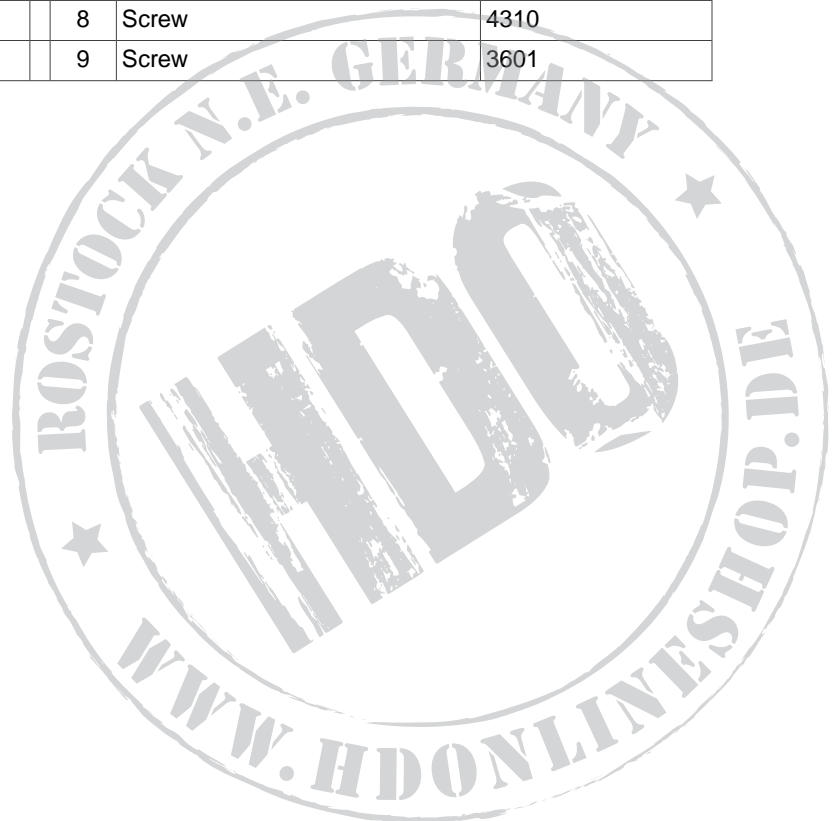 8 Screw 4310
9 Screw 3601
ROSTOCK N.E. GERMANY
HDO
WWW.HDONLINESHOP.DE